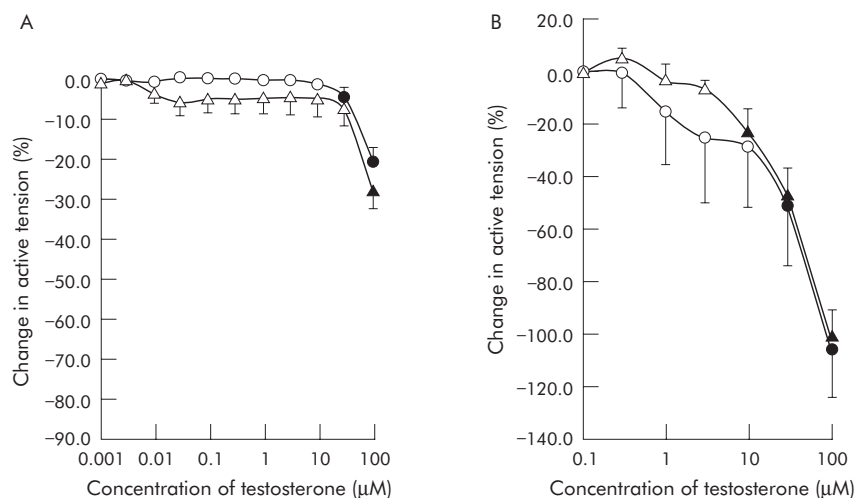 A
0.0
−10.0
−20.0
−30.0
−40.0
−50.0
−60.0
−70.0
−80.0
−90.0
Change in active tension (%)
0.001 0.01 0.1 1 10 100
Concentration of testosterone (µM)
B
20.0
0.0
−20.0
−40.0
−60.0
−80.0
−100.0
−120.0
−140.0
Change in active tension (%)
0.1 1 10 100
Concentration of testosterone (µM)